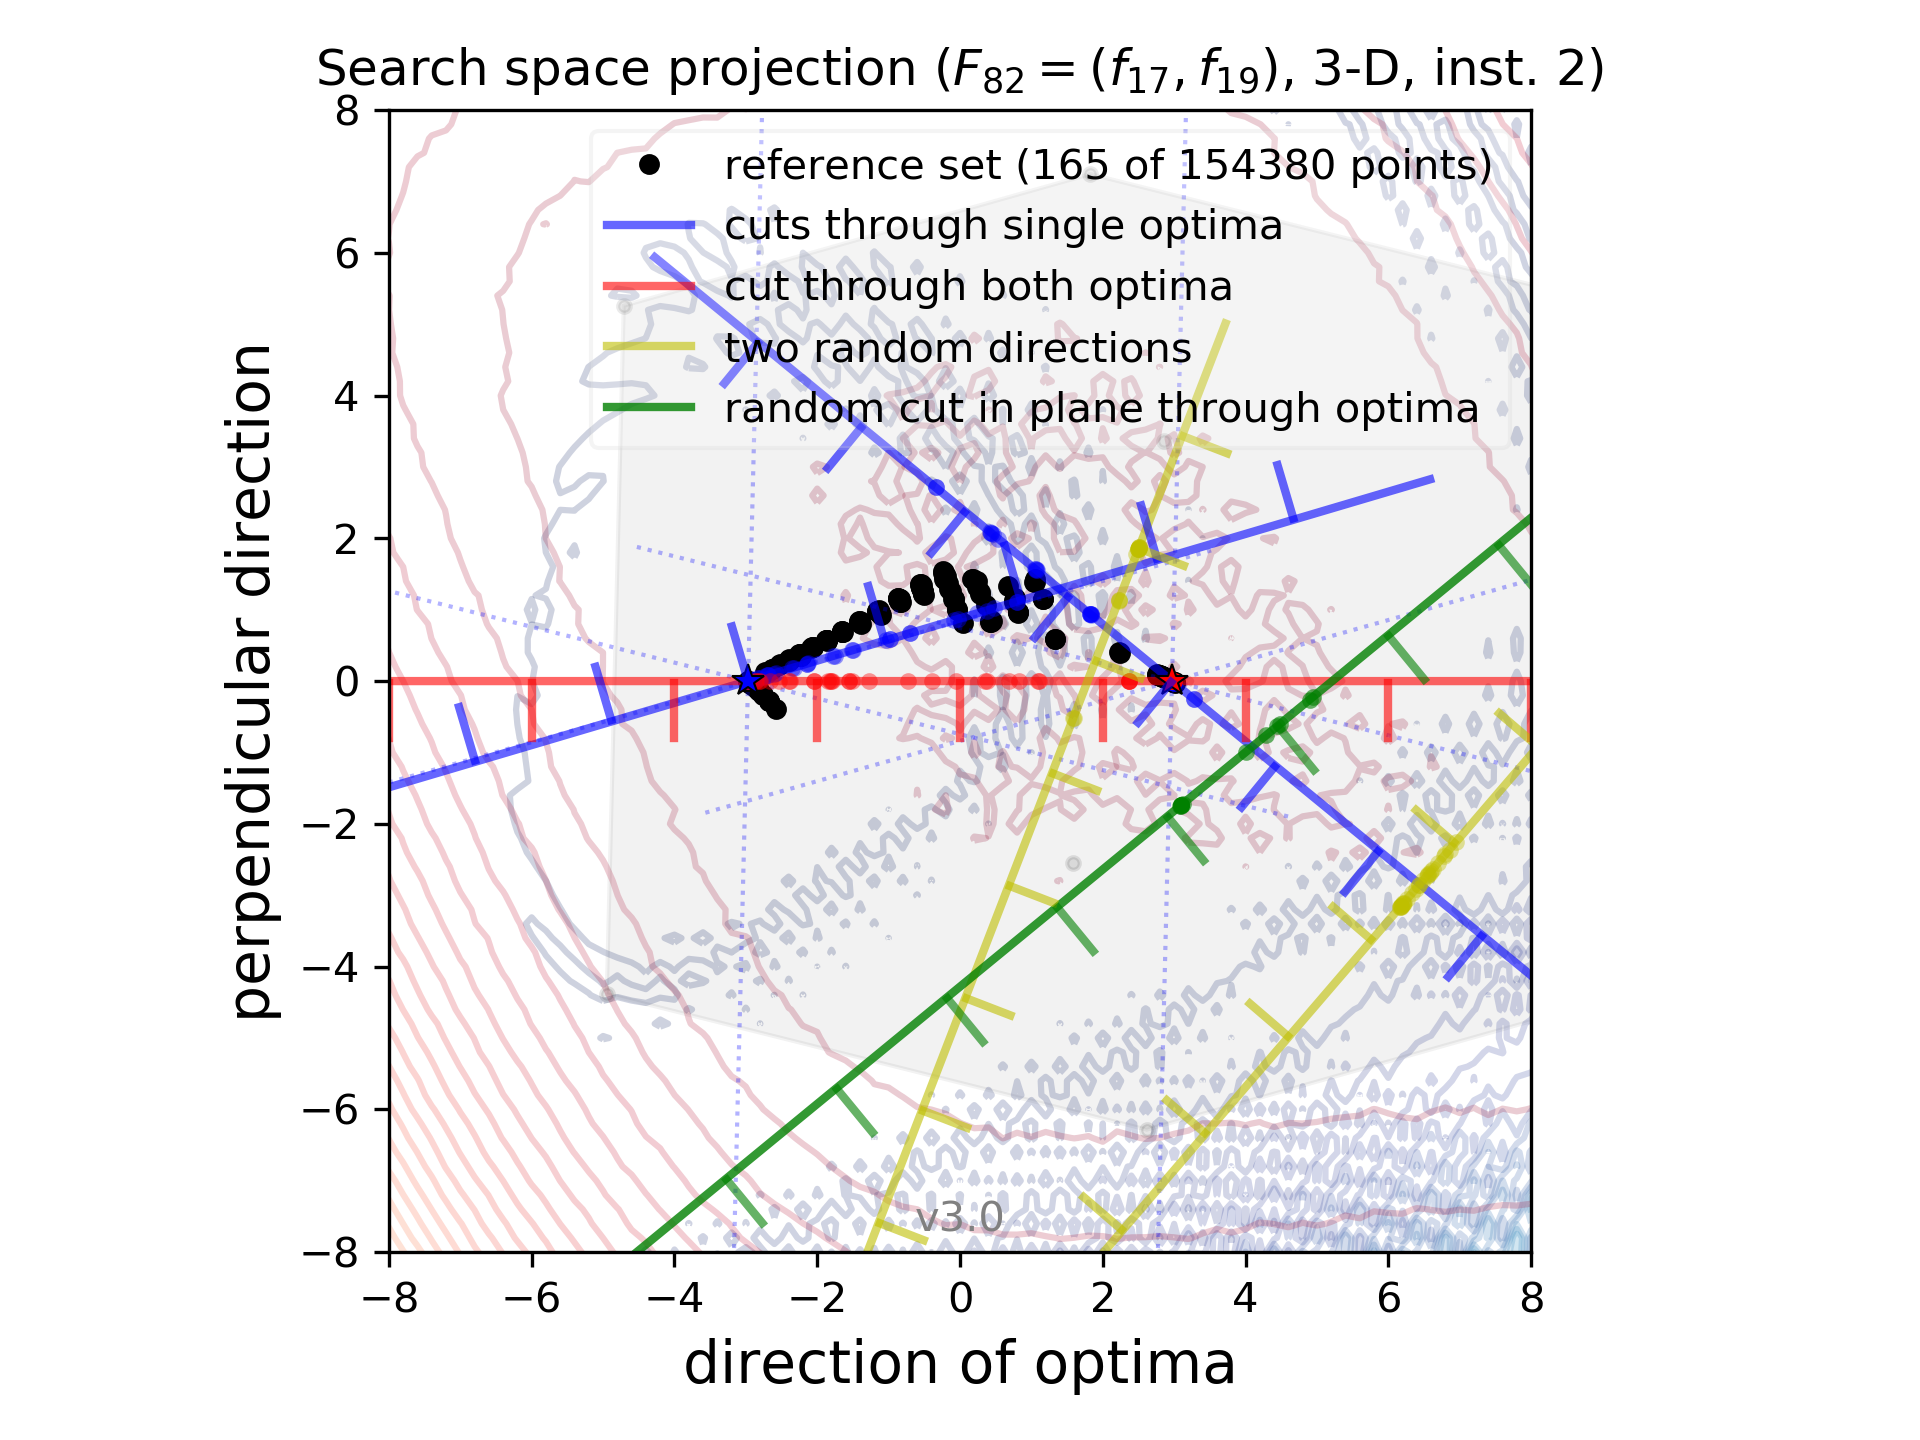 Search space projection (F82 = (f17, f19), 3-D, inst. 2)
reference set (165 of 154380 points)
cuts through single optima
cut through both optima
two random directions
random cut in plane through optima
8
6
4
2
0
−2
−4
−6
−8
perpendicular direction
v3.0
−8 −6 −4 −2 0 2 4 6 8
direction of optima